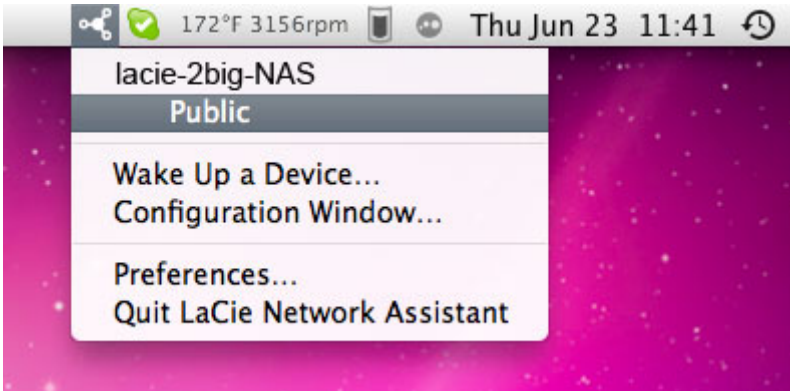 172°F 3156rpm Thu Jun 23 11:41
lacie-2big-NAS
Public
Wake Up a Device...
Configuration Window...
Preferences...
Quit LaCie Network Assistant